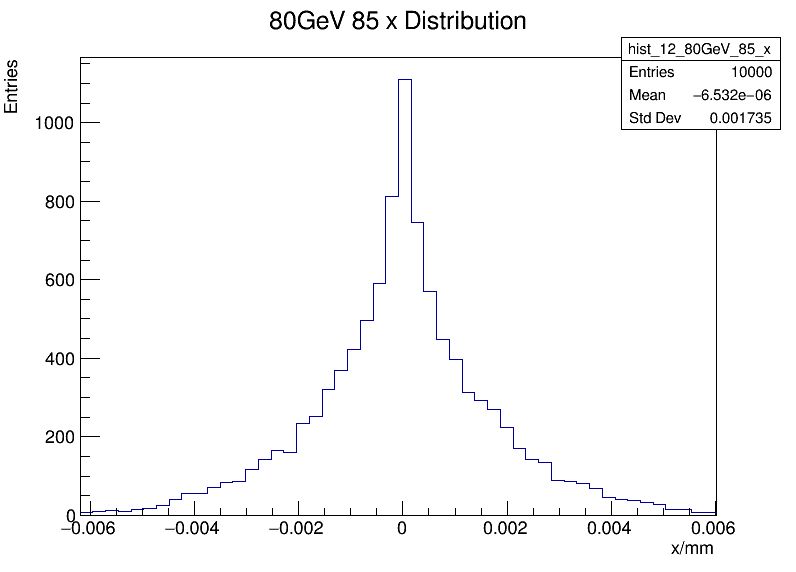 80GeV 85 x Distribution
hist_12_80GeV_85_x
Entries 10000
Mean −6.532e−06
Std Dev 0.001735
Entries
1000
800
600
400
200
0
−0.006 −0.004 −0.002 0 0.002 0.004 0.006
x/mm